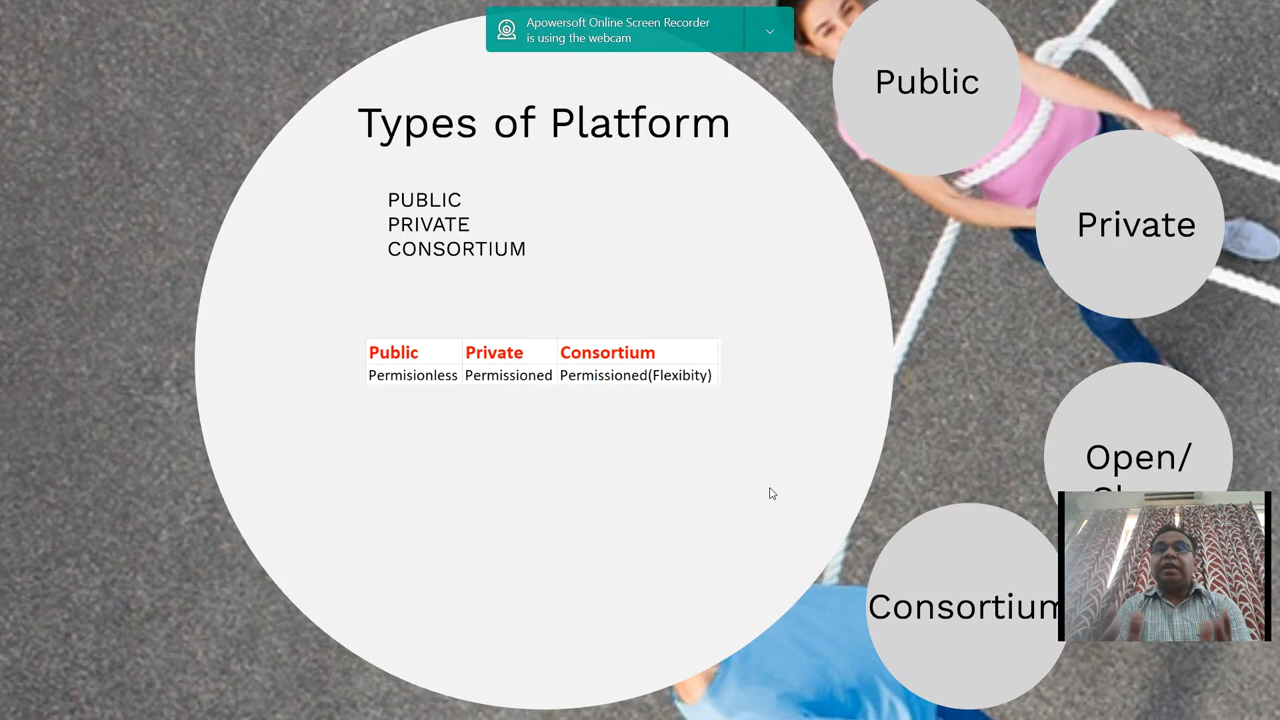 Apowersoft Online Screen Recorder
is using the webcam
Types of Platform
PUBLIC
PRIVATE
CONSORTIUM
Public Private Consortium
Permisionless Permissioned Permissioned(Flexibity)
Public
Private
Open/
Consortium